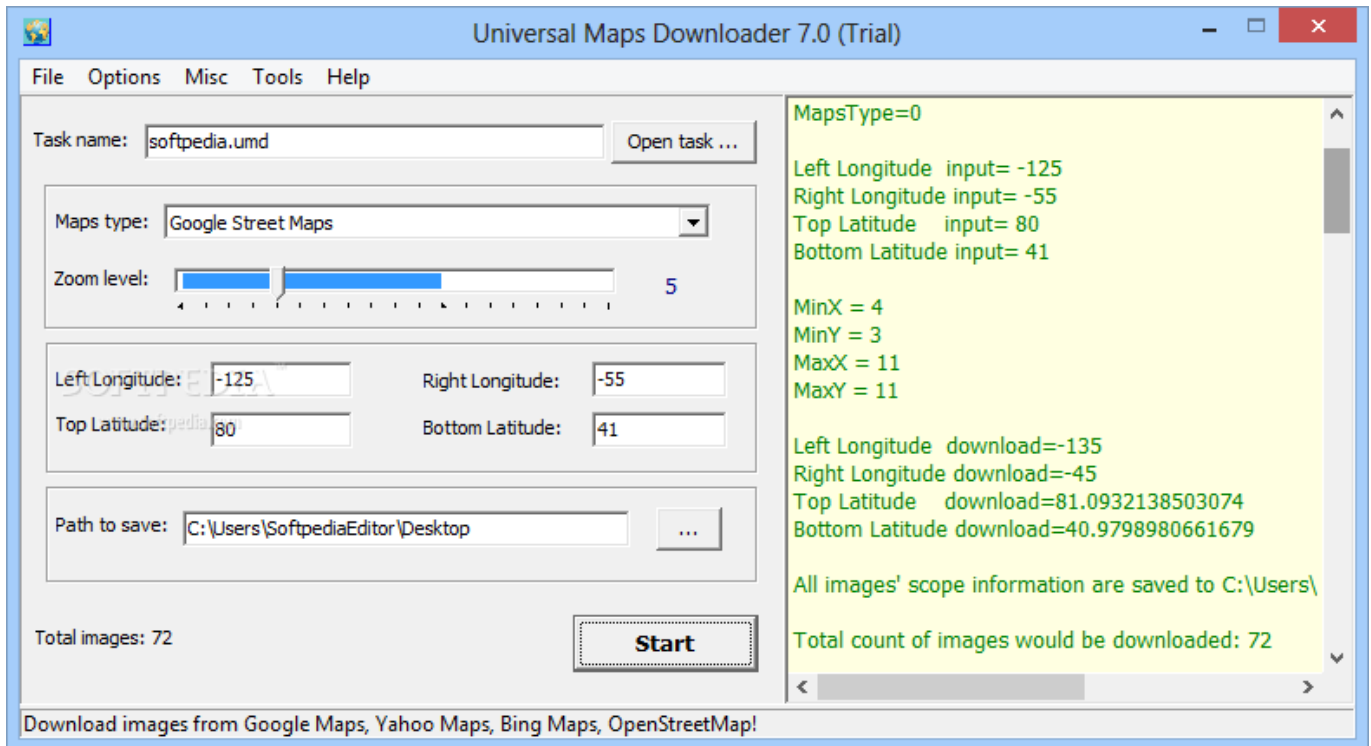 Universal Maps Downloader 7.0 (Trial)
File Options Misc Tools Help
Task name: softpedia.umd Open task ...
Maps type: Google Street Maps
Zoom level: 5
Left Longitude: -125 Right Longitude: -55
Top Latitude: 80 Bottom Latitude: 41
SOFTPEDIA
Path to save: C:\Users\SoftpediaEditor\Desktop ...
Total images: 72 Start
MapsType=0
Left Longitude input= -125
Right Longitude input= -55
Top Latitude input= 80
Bottom Latitude input= 41
MinX = 4
MinY = 3
MaxX = 11
MaxY = 11
Left Longitude download=-135
Right Longitude download=-45
Top Latitude download=81.0932138503074
Bottom Latitude download=40.9798980661679
All images' scope information are saved to C:\Users\
Total count of images would be downloaded: 72
Download images from Google Maps, Yahoo Maps, Bing Maps, OpenStreetMap!